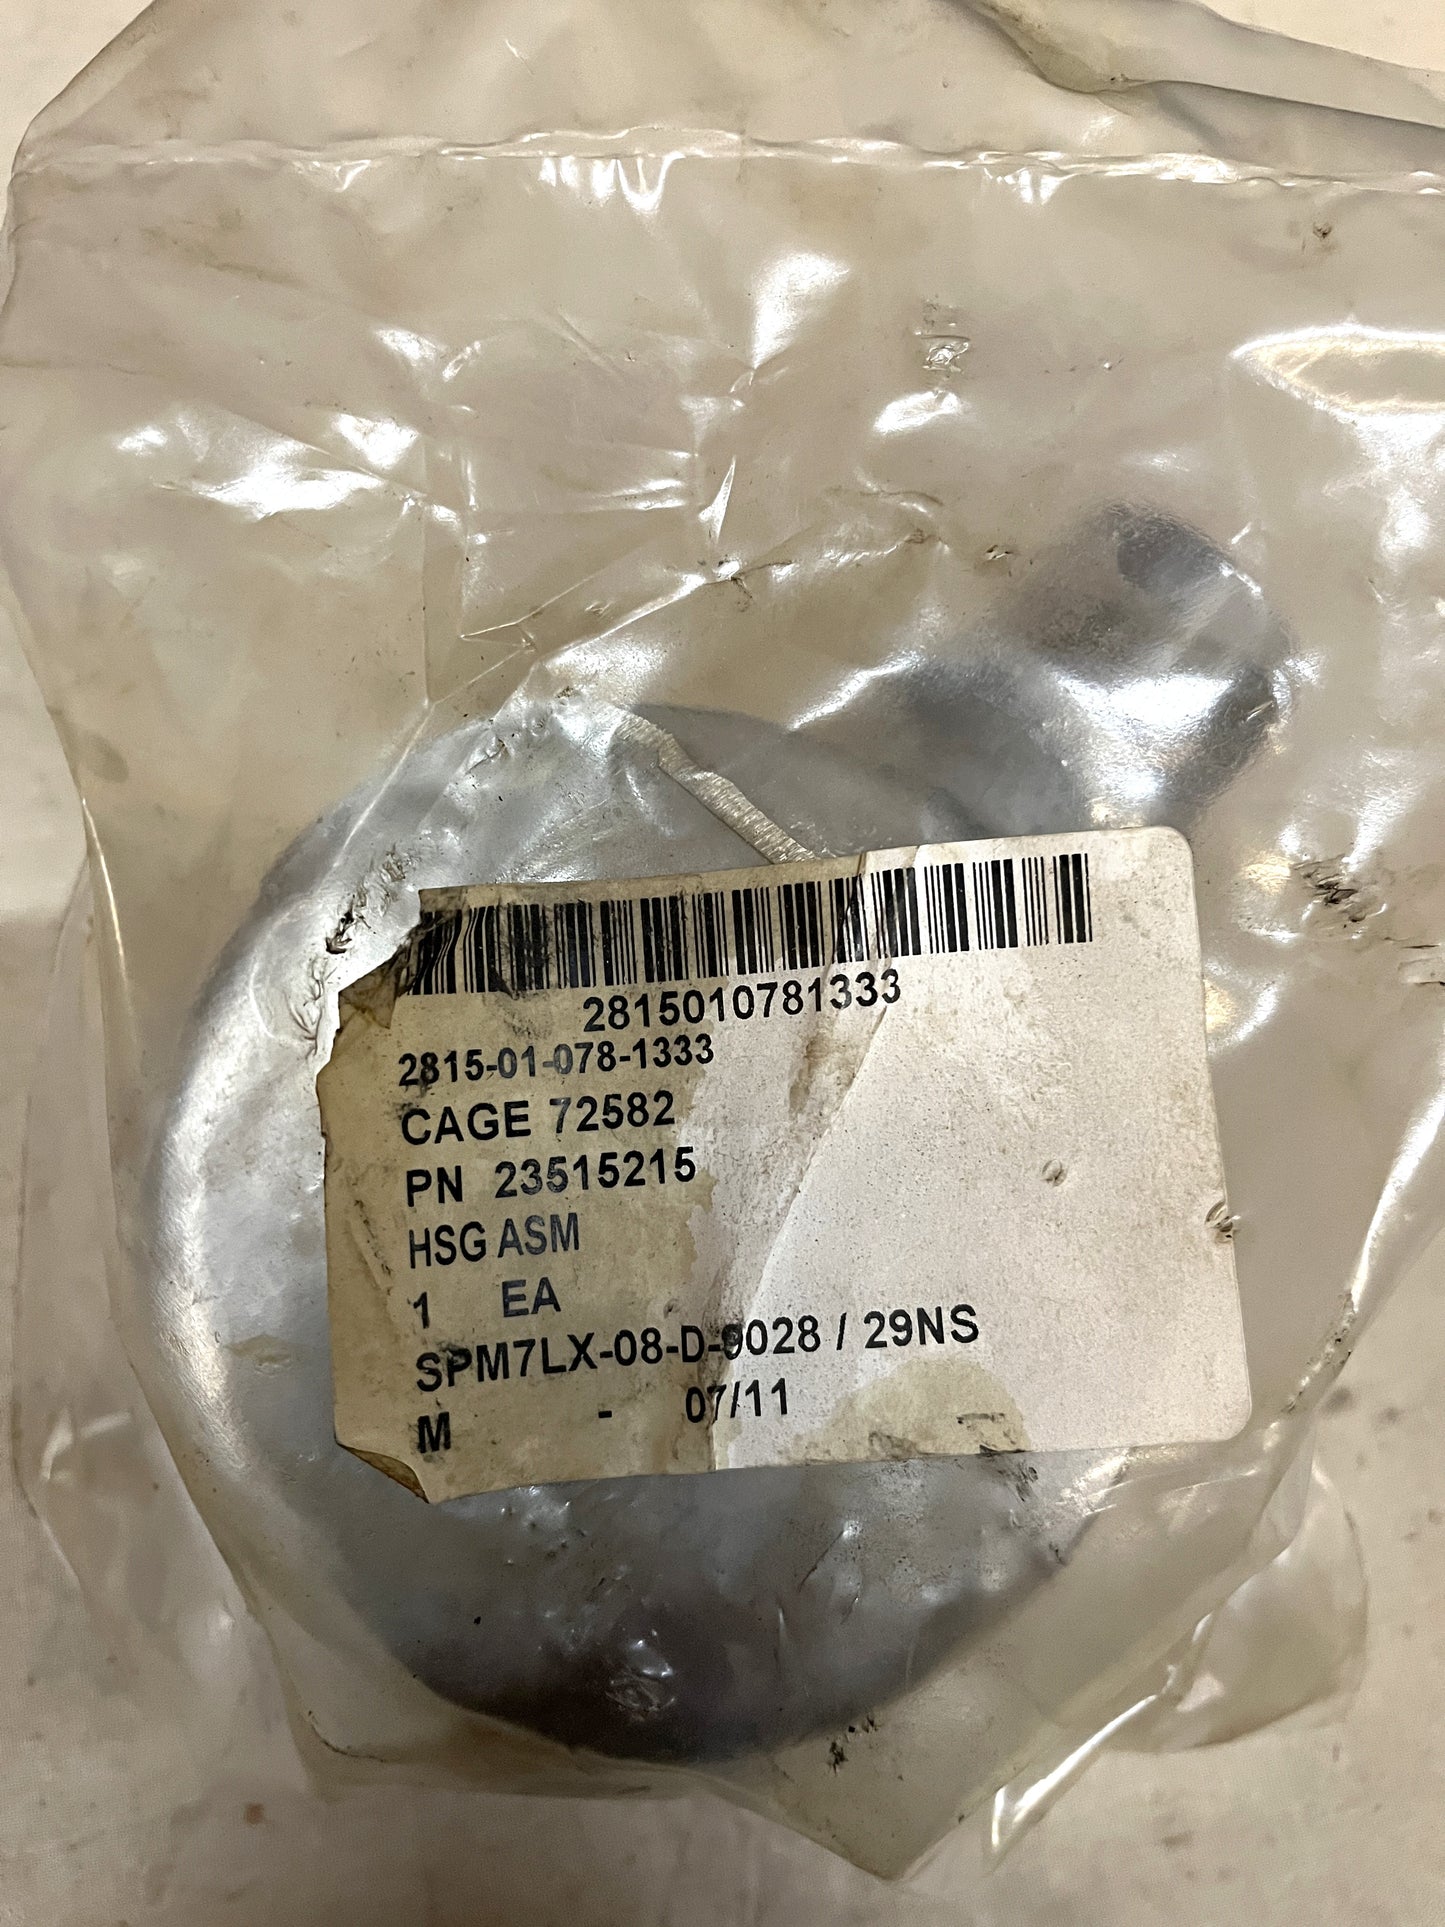 2815010781333
2815-01-078-1333
CAGE 72582
PN 23515215
HSG ASM
1 EA
SPM7LX-08-D-9028 / 29NS
M - 07/11